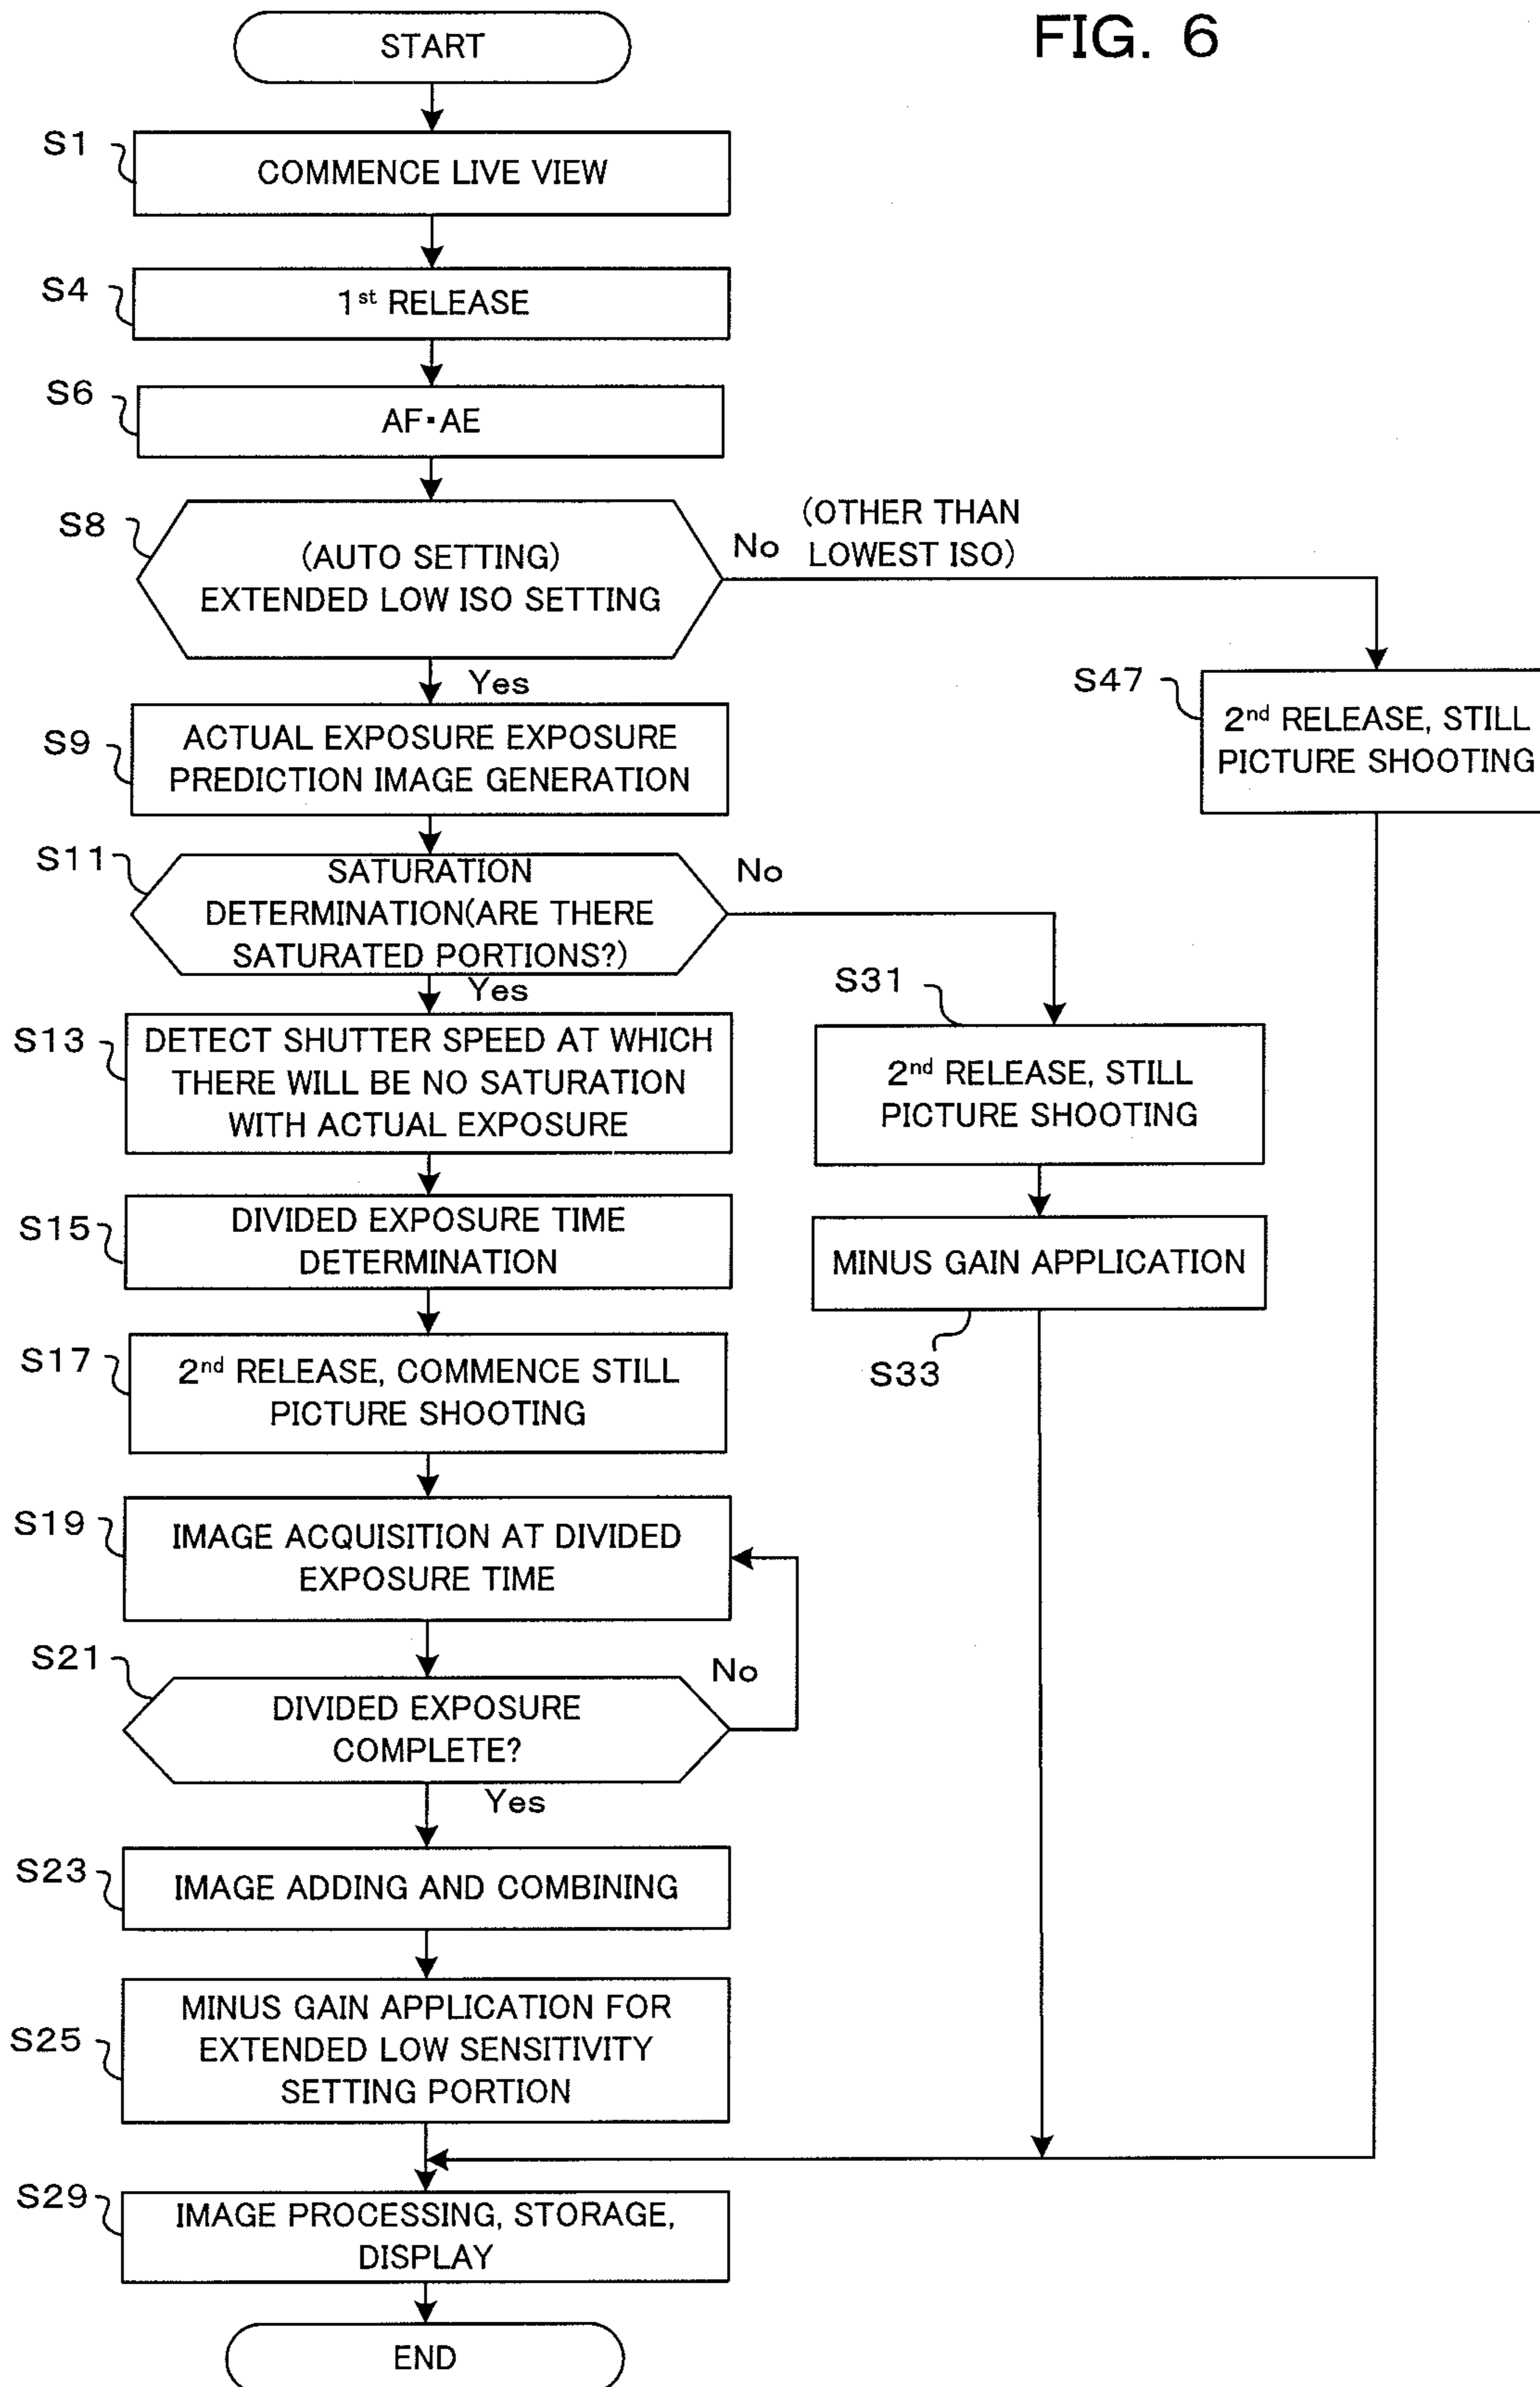 FIG. 6
START
S1
COMMENCE LIVE VIEW
S4
1st RELEASE
S6
AF・AE
S8
(AUTO SETTING)
EXTENDED LOW ISO SETTING
No
(OTHER THAN
LOWEST ISO)
Yes
S47
2nd RELEASE, STILL
PICTURE SHOOTING
S9
ACTUAL EXPOSURE EXPOSURE
PREDICTION IMAGE GENERATION
S11
SATURATION
DETERMINATION(ARE THERE
SATURATED PORTIONS?)
No
Yes
S31
2nd RELEASE, STILL
PICTURE SHOOTING
S13
DETECT SHUTTER SPEED AT WHICH
THERE WILL BE NO SATURATION
WITH ACTUAL EXPOSURE
S15
DIVIDED EXPOSURE TIME
DETERMINATION
MINUS GAIN APPLICATION
S33
S17
2nd RELEASE, COMMENCE STILL
PICTURE SHOOTING
S19
IMAGE ACQUISITION AT DIVIDED
EXPOSURE TIME
S21
DIVIDED EXPOSURE
COMPLETE?
No
Yes
S23
IMAGE ADDING AND COMBINING
S25
MINUS GAIN APPLICATION FOR
EXTENDED LOW SENSITIVITY
SETTING PORTION
S29
IMAGE PROCESSING, STORAGE,
DISPLAY
END